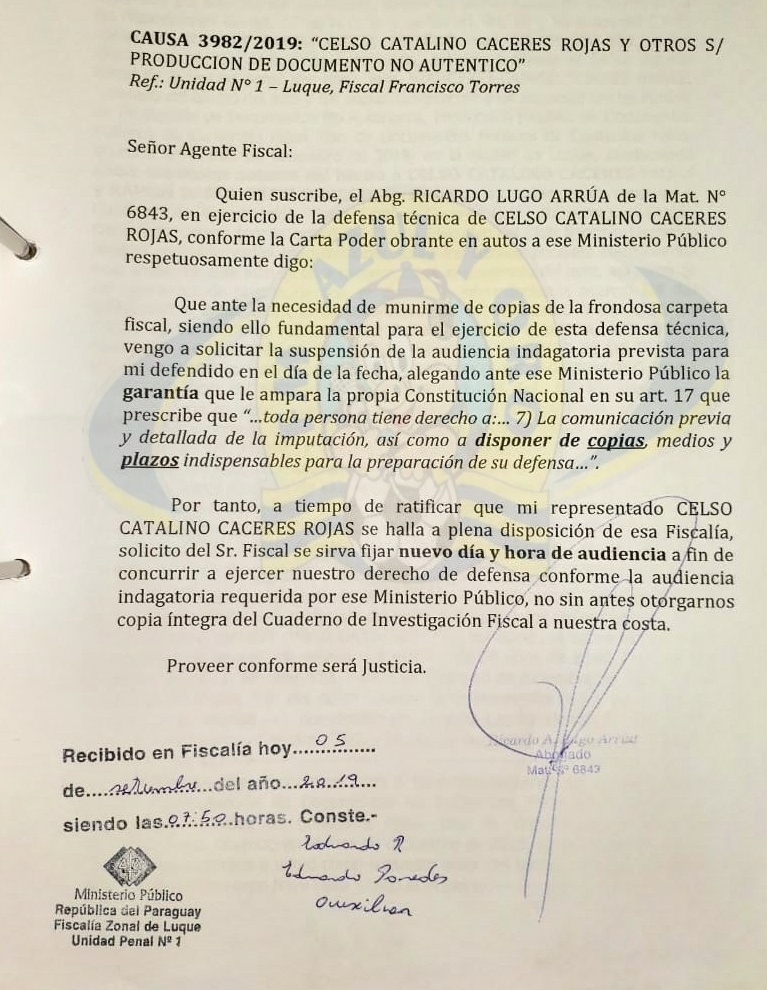 CAUSA 3982/2019: “CELSO CATALINO CACERES ROJAS Y OTROS S/
PRODUCCION DE DOCUMENTO NO AUTENTICO”
Ref.: Unidad N° 1 – Luque, Fiscal Francisco Torres
Señor Agente Fiscal:
Quien suscribe, el Abg. RICARDO LUGO ARRÚA de la Mat. N°
6843, en ejercicio de la defensa técnica de CELSO CATALINO CACERES
ROJAS, conforme la Carta Poder obrante en autos a ese Ministerio Público
respetuosamente digo:
Que ante la necesidad de munirme de copias de la frondosa carpeta
fiscal, siendo ello fundamental para el ejercicio de esta defensa técnica,
vengo a solicitar la suspensión de la audiencia indagatoria prevista para
mi defendido en el día de la fecha, alegando ante ese Ministerio Público la
garantía que le ampara la propia Constitución Nacional en su art. 17 que
prescribe que “...toda persona tiene derecho a:... 7) La comunicación previa
y detallada de la imputación, así como a disponer de copias, medios y
plazos indispensables para la preparación de su defensa...”.
Por tanto, a tiempo de ratificar que mi representado CELSO
CATALINO CACERES ROJAS se halla a plena disposición de esa Fiscalía,
solicito del Sr. Fiscal se sirva fijar nuevo día y hora de audiencia a fin de
concurrir a ejercer nuestro derecho de defensa conforme la audiencia
indagatoria requerida por ese Ministerio Público, no sin antes otorgarnos
copia íntegra del Cuaderno de Investigación Fiscal a nuestra costa.
Proveer conforme será Justicia.
Ricardo A. Lugo Arrua
Abogado
Mat. N° 6843
Recibido en Fiscalía hoy......05.........
de....setiembre...del año...2019...
siendo las.07:50.horas. Conste.-
Eduardo P
Eduardo Paredes
Ministerio Público
República del Paraguay
Fiscalía Zonal de Luque
Unidad Penal Nº 1